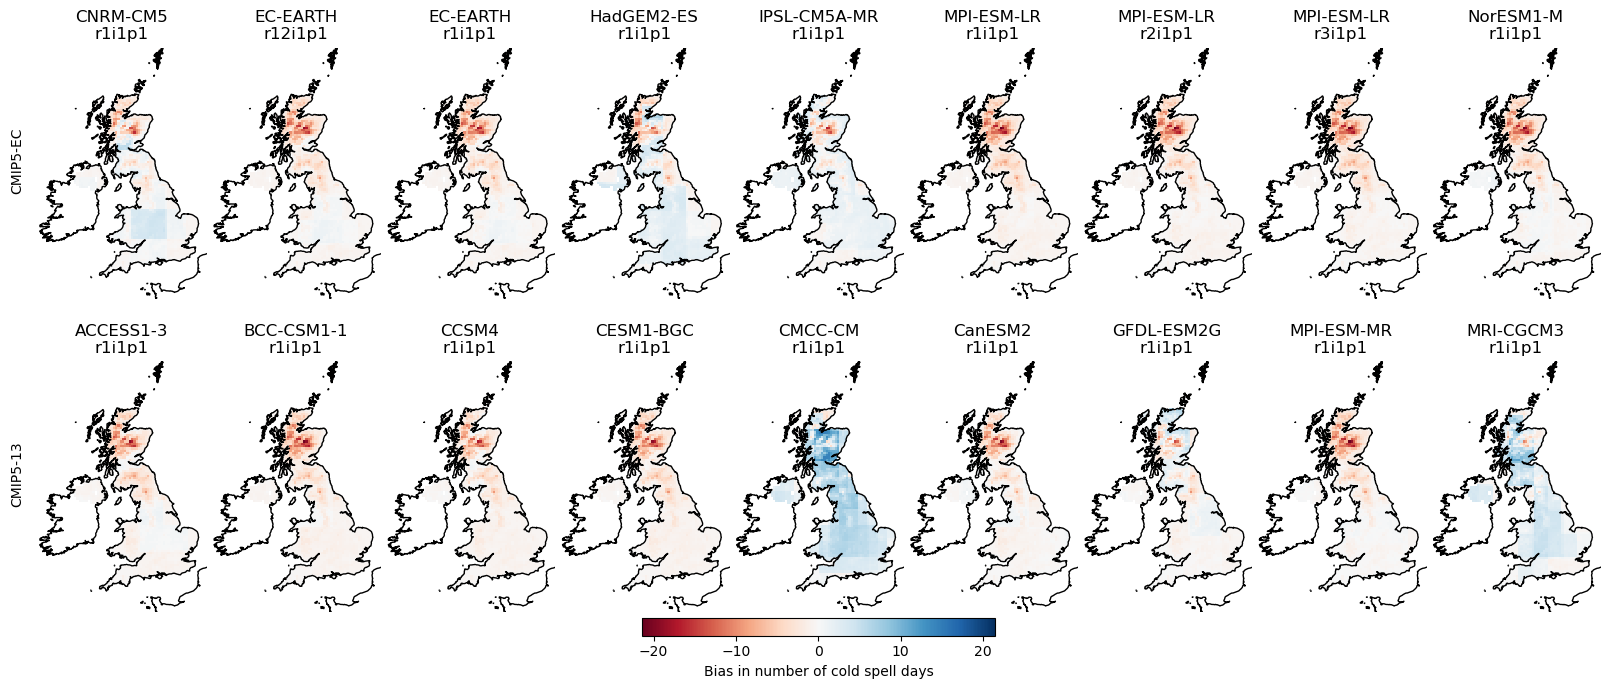 CNRM-CM5
r1i1p1
EC-EARTH
r12i1p1
EC-EARTH
r1i1p1
HadGEM2-ES
r1i1p1
IPSL-CM5A-MR
r1i1p1
MPI-ESM-LR
r1i1p1
MPI-ESM-LR
r2i1p1
MPI-ESM-LR
r3i1p1
NorESM1-M
r1i1p1
CMIP5-EC
ACCESS1-3
r1i1p1
BCC-CSM1-1
r1i1p1
CCSM4
r1i1p1
CESM1-BGC
r1i1p1
CMCC-CM
r1i1p1
CanESM2
r1i1p1
GFDL-ESM2G
r1i1p1
MPI-ESM-MR
r1i1p1
MRI-CGCM3
r1i1p1
CMIP5-13
−20 −10 0 10 20
Bias in number of cold spell days